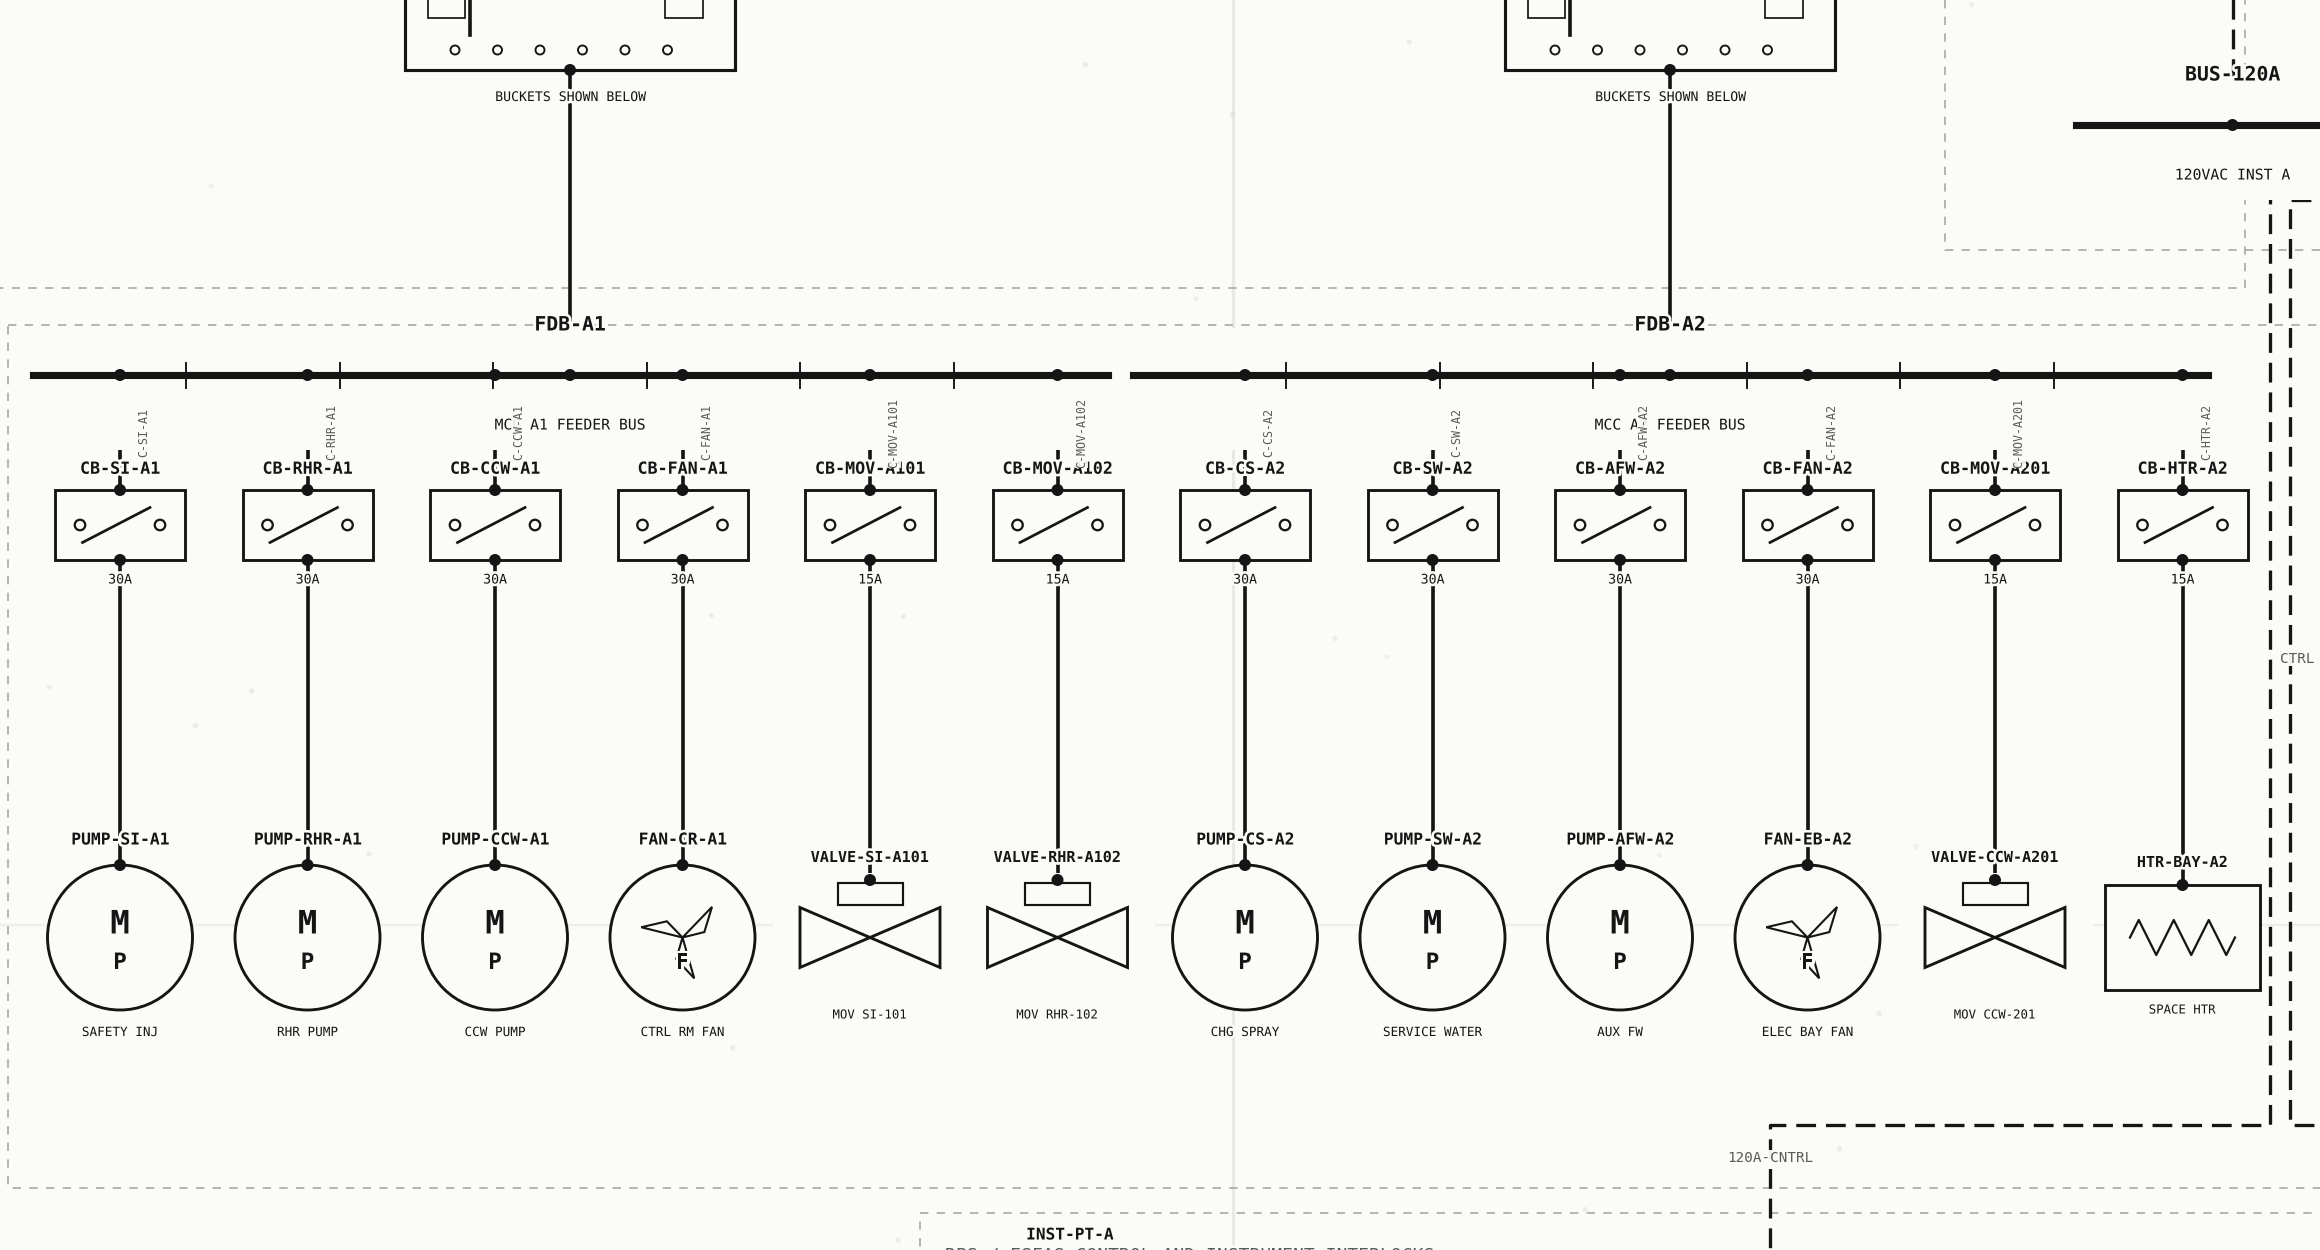 BUCKETS SHOWN BELOW
BUCKETS SHOWN BELOW
BUS-120A
120VAC INST A
FDB-A1
FDB-A2
C-SI-A1
C-RHR-A1
C-CCW-A1
C-FAN-A1
C-MOV-A101
C-MOV-A102
C-CS-A2
C-SW-A2
C-AFW-A2
C-FAN-A2
C-MOV-A201
C-HTR-A2
A1 FEEDER BUS
MCC FEEDER BUS
CB-SI-A1
CB-RHR-A1
CB-CCW-A1
CB-FAN-A1
CB-MOV-A101
CB-MOV-A102
CB-CS-A2
CB-SW-A2
CB-AFW-A2
CB-FAN-A2
CB-MOV-A201
CB-HTR-A2
30A
30A
30A
30A
15A
15A
30A
30A
30A
30A
15A
15A
CTRL
PUMP-SI-A1
PUMP-RHR-A1
PUMP-CCW-A1
FAN-CR-A1
VALVE-SI-A101
VALVE-RHR-A102
PUMP-CS-A2
PUMP-SW-A2
PUMP-AFW-A2
FAN-EB-A2
VALVE-CCW-A201
HTR-BAY-A2
M
P
M
P
M
P
F
M
P
M
P
M
P
F
SAFETY INJ
RHR PUMP
CCW PUMP
CTRL RM FAN
MOV SI-101
MOV RHR-102
CHG SPRAY
SERVICE WATER
AUX FW
ELEC BAY FAN
MOV CCW-201
SPACE HTR
120A-CNTRL
INST-PT-A
CONTROL AND INSTRUMENT INTERLOCKS